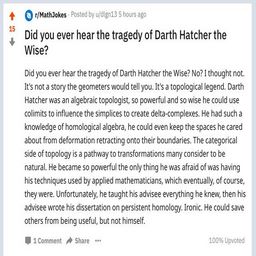 r/MathJokes · Posted by u/dlgn13 5 hours ago
15
Did you ever hear the tragedy of Darth Hatcher the
Wise?
Did you ever hear the tragedy of Darth Hatcher the Wise? No? I thought not.
It's not a story the geometers would tell you. It's a topological legend. Darth
Hatcher was an algebraic topologist, so powerful and so wise he could use
colimits to influence the simplices to create delta-complexes. He had such a
knowledge of homological algebra, he could even keep the spaces he cared
about from deformation retracting onto their boundaries. The categorical
side of topology is a pathway to transformations many consider to be
natural. He became so powerful the only thing he was afraid of was having
his techniques used by applied mathematicians, which eventually, of course,
they were. Unfortunately, he taught his advisee everything he knew, then his
advisee wrote his dissertation on persistent homology. Ironic. He could save
others from being useful, but not himself.
1 Comment Share ··· 100% Upvoted